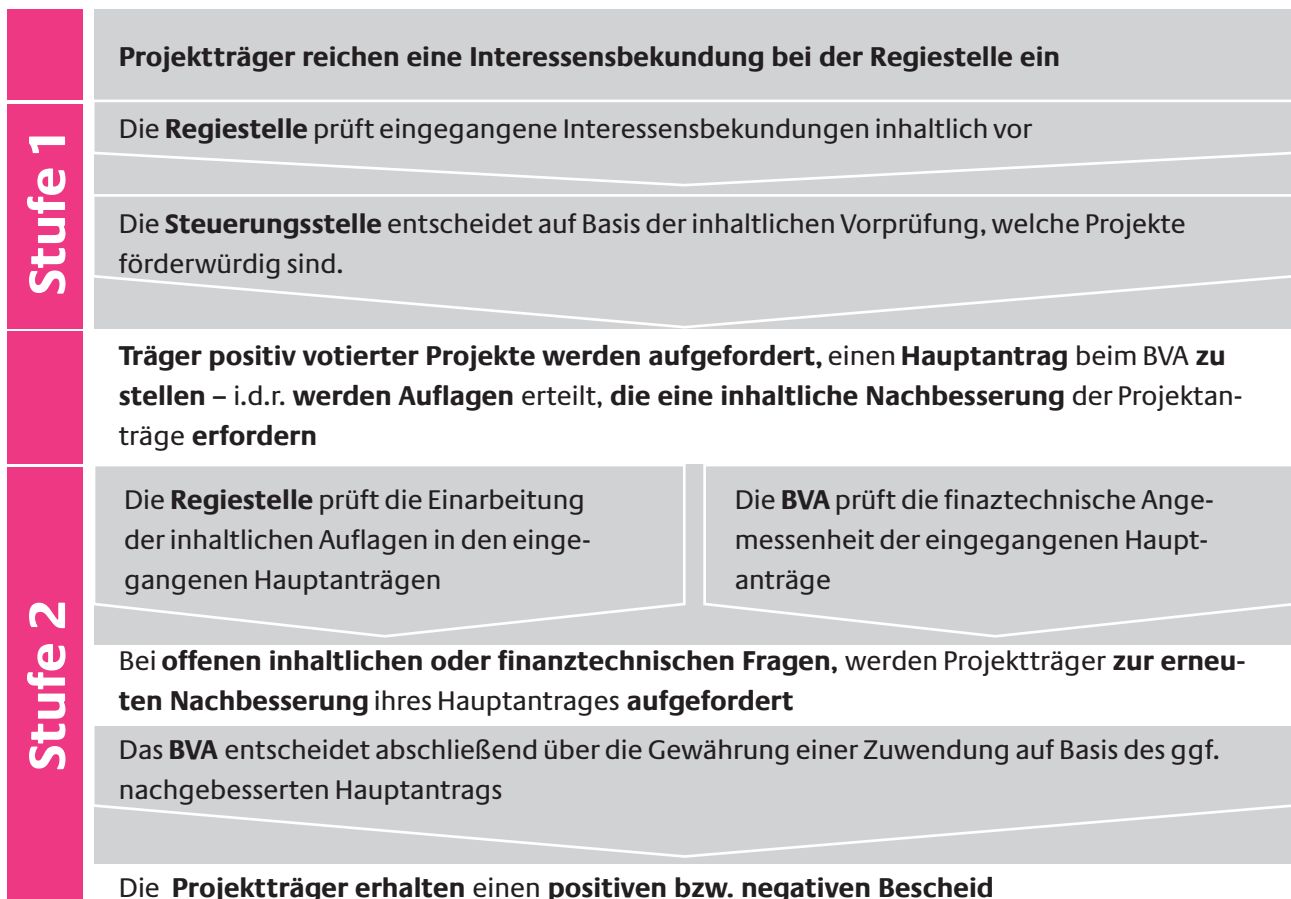 Projektträger reichen eine Interessensbekundung bei der Regiestelle ein
Stufe 1
Die Regiestelle prüft eingegangene Interessensbekundungen inhaltlich vor
Die Steuerungsstelle entscheidet auf Basis der inhaltlichen Vorprüfung, welche Projekte
förderwürdig sind.
Träger positiv votierter Projekte werden aufgefordert, einen Hauptantrag beim BVA zu
stellen – i.d.r. werden Auflagen erteilt, die eine inhaltliche Nachbesserung der Projektan-
träge erfordern
Stufe 2
Die Regiestelle prüft die Einarbeitung
der inhaltlichen Auflagen in den einge-
gangenen Hauptanträgen
Die BVA prüft die finaztechnische Ange-
messenheit der eingegangenen Haupt-
anträge
Bei offenen inhaltlichen oder finanztechnischen Fragen, werden Projektträger zur erneu-
ten Nachbesserung ihres Hauptantrages aufgefordert
Das BVA entscheidet abschließend über die Gewährung einer Zuwendung auf Basis des ggf.
nachgebesserten Hauptantrags
Die Projektträger erhalten einen positiven bzw. negativen Bescheid